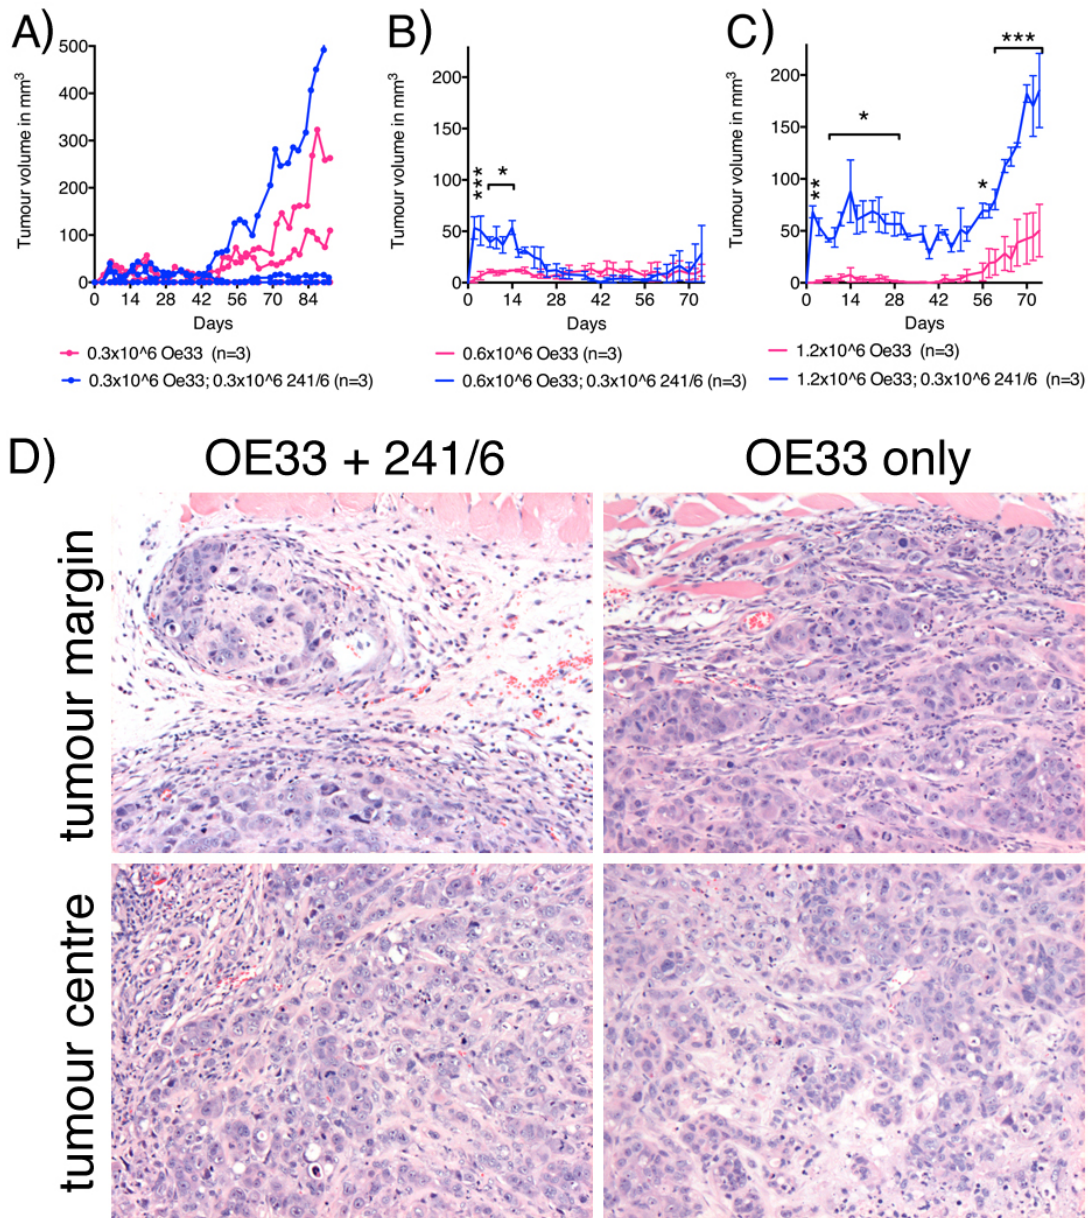 A)
500
400
300
200
100
0
Tumour volume in mm³
0 14 28 42 56 70 84
Days
0.3x10^6 Oe33 (n=3)
0.3x10^6 Oe33; 0.3x10^6 241/6 (n=3)
B)
200
150
100
50
0
Tumour volume in mm³
***
*
0 14 28 42 56 70
Days
0.6x10^6 Oe33 (n=3)
0.6x10^6 Oe33; 0.3x10^6 241/6 (n=3)
C)
200
150
100
50
0
Tumour volume in mm³
**
*
*
***
0 14 28 42 56 70
Days
1.2x10^6 Oe33 (n=3)
1.2x10^6 Oe33; 0.3x10^6 241/6 (n=3)
D)
OE33 + 241/6
OE33 only
tumour margin
tumour centre